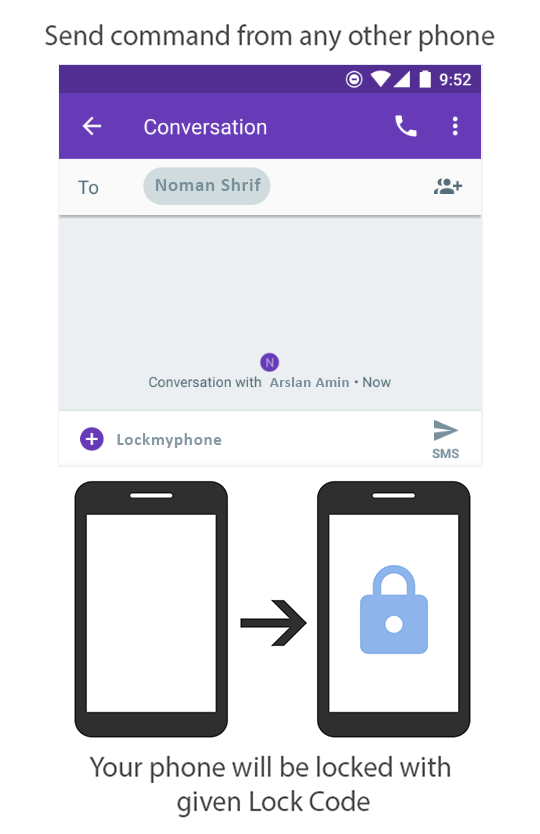 Send command from any other phone
9:52
Conversation
To Noman Shrif
N
Conversation with Arslan Amin • Now
Lockmyphone
SMS
Your phone will be locked with
given Lock Code